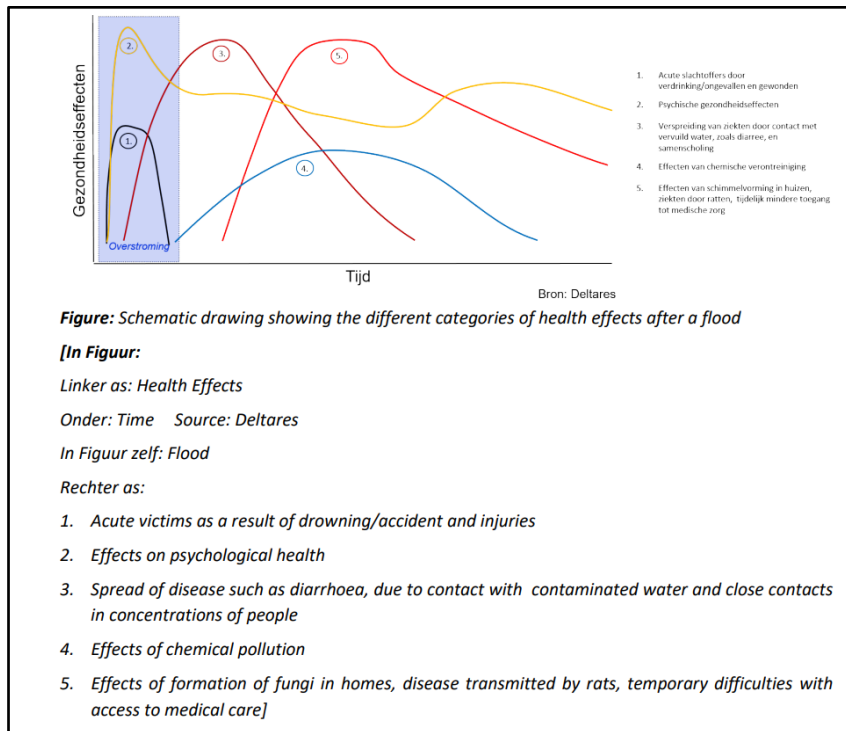 Gezondheidseffecten
2.
3.
5.
1.
4.
Overstroming
Tijd
Bron: Deltares
1. Acute slachtoffers door
verdrinking/ongevallen en gewonden
2. Psychische gezondheidseffecten
3. Verspreiding van ziekten door contact met
vervuild water, zoals diarree, en
samenscholing
4. Effecten van chemische verontreiniging
5. Effecten van schimmelvorming in huizen,
ziekten door ratten, tijdelijk mindere toegang
tot medische zorg
Figure: Schematic drawing showing the different categories of health effects after a flood
[In Figuur:
Linker as: Health Effects
Onder: Time Source: Deltares
In Figuur zelf: Flood
Rechter as:
1. Acute victims as a result of drowning/accident and injuries
2. Effects on psychological health
3. Spread of disease such as diarrhoea, due to contact with contaminated water and close contacts
in concentrations of people
4. Effects of chemical pollution
5. Effects of formation of fungi in homes, disease transmitted by rats, temporary difficulties with
access to medical care]